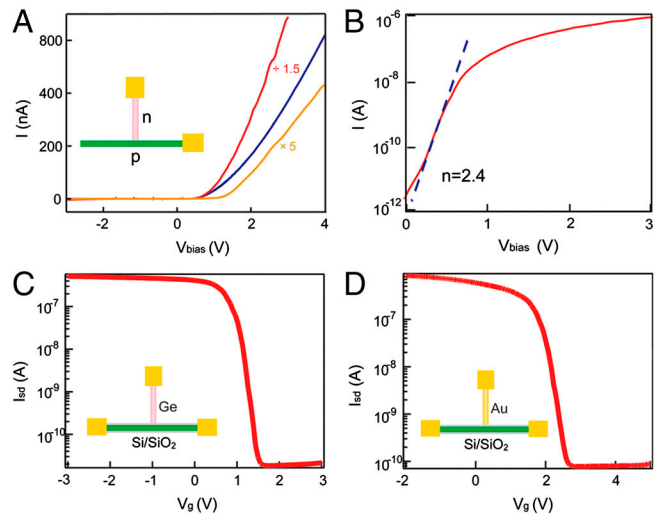 A
I (nA)
800
600
400
200
0
÷ 1.5
× 5
n
p
-2 0 2 4
Vbias(V)
B
I (A)
10-6
10-8
10-10
10-12
n=2.4
0 1 2 3
Vbias (V)
C
Isd (A)
10-7
10-8
10-9
10-10
Ge
Si/SiO2
-3 -2 -1 0 1 2 3
Vg (V)
D
Isd (A)
10-7
10-8
10-9
10-10
Au
Si/SiO2
-2 0 2 4
Vg (V)